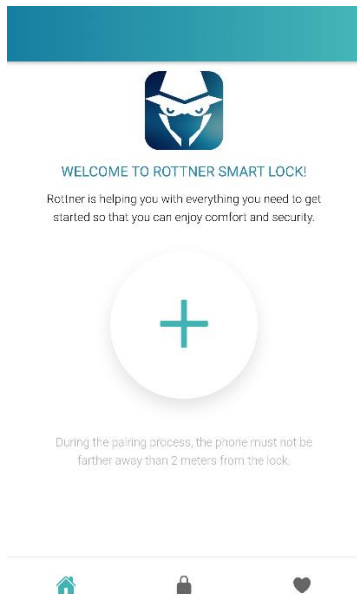 WELCOME TO ROTTNER SMART LOCK!
Rottner is helping you with everything you need to get
started so that you can enjoy comfort and security.
During the pairing process, the phone must not be
farther away than 2 meters from the lock.